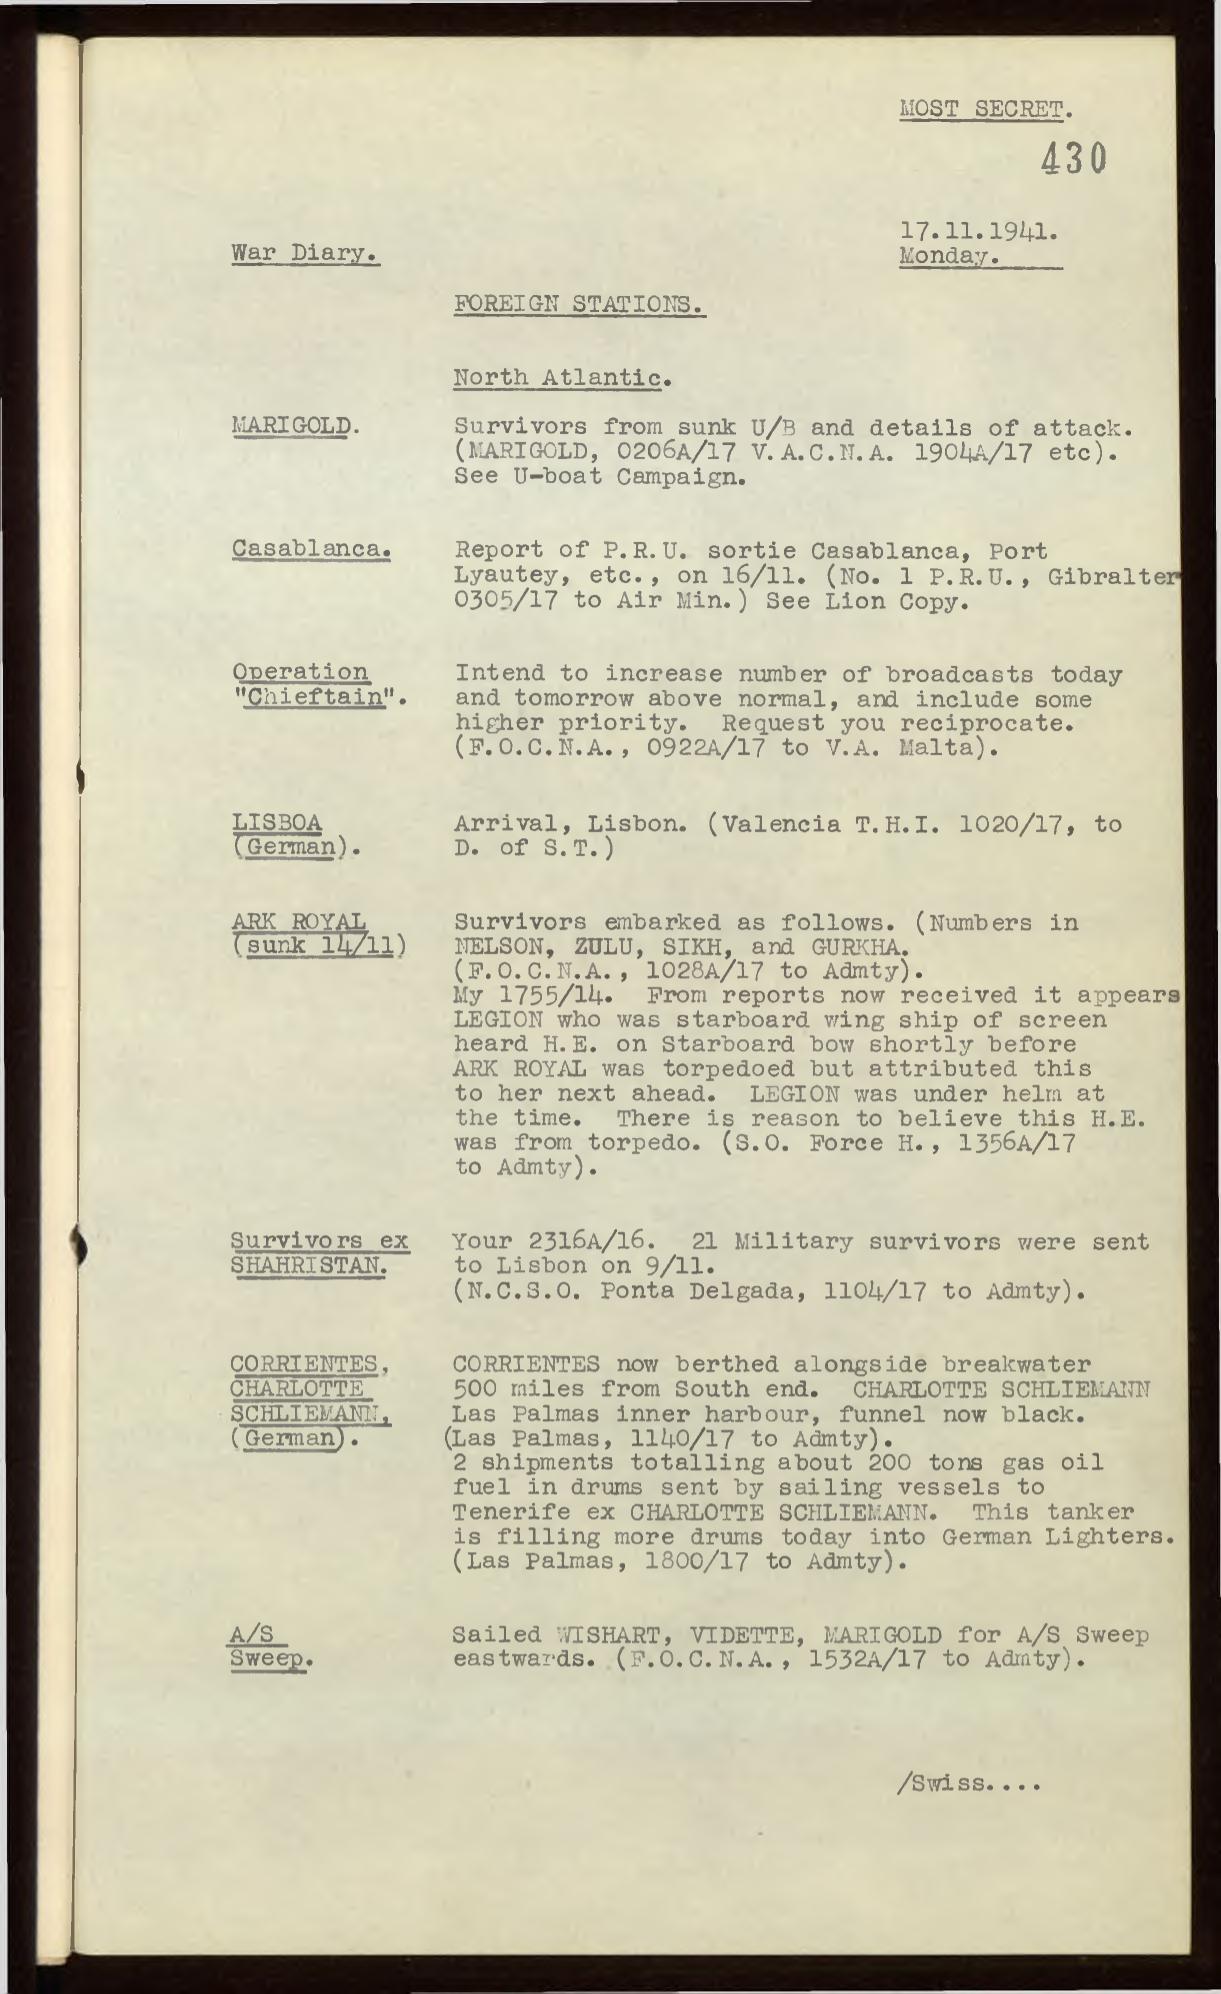 MOST SECRET.
430
17.11.1941.
War Diary.
Monday.
FOREIGN STATIONS.
North Atlantic.
MARIGOLD. Survivors from sunk U/B and details of attack.
(MARIGOLD, 0206A/17 V.A.C.N.A. 1904A/17 etc).
See U-boat Campaign.
Casablanca. Report of P.R.U. sortie Casablanca, Port
Lyautey, etc., on 16/11. (No. 1 P.R.U., Gibralter
0305/17 to Air Min.) See Lion Copy.
Operation Intend to increase number of broadcasts today
"Chieftain". and tomorrow above normal, and include some
higher priority. Request you reciprocate.
(F.O.C.N.A., 0922A/17 to V.A. Malta).
LISBOA Arrival, Lisbon. (Valencia T.H.I. 1020/17, to
(German). D. of S.T.)
ARK ROYAL Survivors embarked as follows. (Numbers in
(sunk 14/11) NELSON, ZULU, SIKH, and GURKHA.
(F.O.C.N.A., 1028A/17 to Admty).
My 1755/14. From reports now received it appears
LEGION who was starboard wing ship of screen
heard H.E. on Starboard bow shortly before
ARK ROYAL was torpedoed but attributed this
to her next ahead. LEGION was under helm at
the time. There is reason to believe this H.E.
was from torpedo. (S.O. Force H., 1356A/17
to Admty).
Survivors ex Your 2316A/16. 21 Military survivors were sent
SHAHRISTAN. to Lisbon on 9/11.
(N.C.S.O. Ponta Delgada, 1104/17 to Admty).
CORRIENTES, CORRIENTES now berthed alongside breakwater
CHARLOTTE 500 miles from South end. CHARLOTTE SCHLIEMANN
SCHLIEMANN, Las Palmas inner harbour, funnel now black.
(German). (Las Palmas, 1140/17 to Admty).
2 shipments totalling about 200 tons gas oil
fuel in drums sent by sailing vessels to
Tenerife ex CHARLOTTE SCHLIEMANN. This tanker
is filling more drums today into German Lighters.
(Las Palmas, 1800/17 to Admty).
A/S Sailed WISHART, VIDETTE, MARIGOLD for A/S Sweep
Sweep. eastwards. (F.O.C.N.A., 1532A/17 to Admty).
/Swiss....